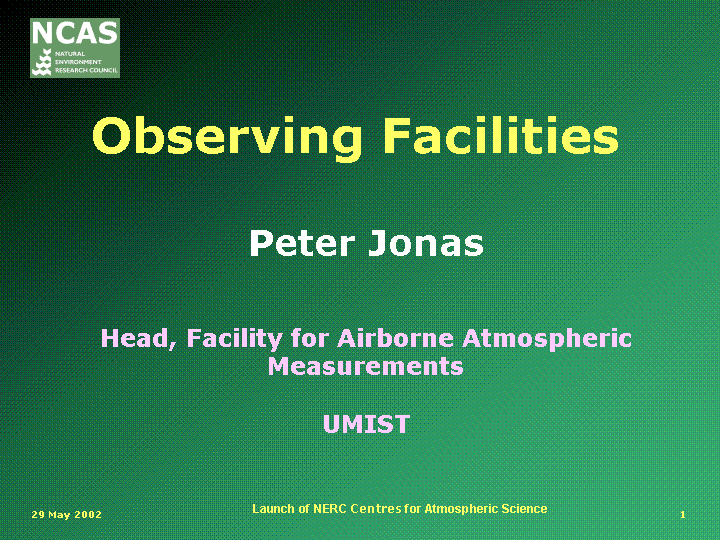 NCAS
NATURAL
ENVIRONMENT
RESEARCH COUNCIL
Observing Facilities
Peter Jonas
Head, Facility for Airborne Atmospheric
Measurements
UMIST
29 May 2002
Launch of NERC Centres for Atmospheric Science
1